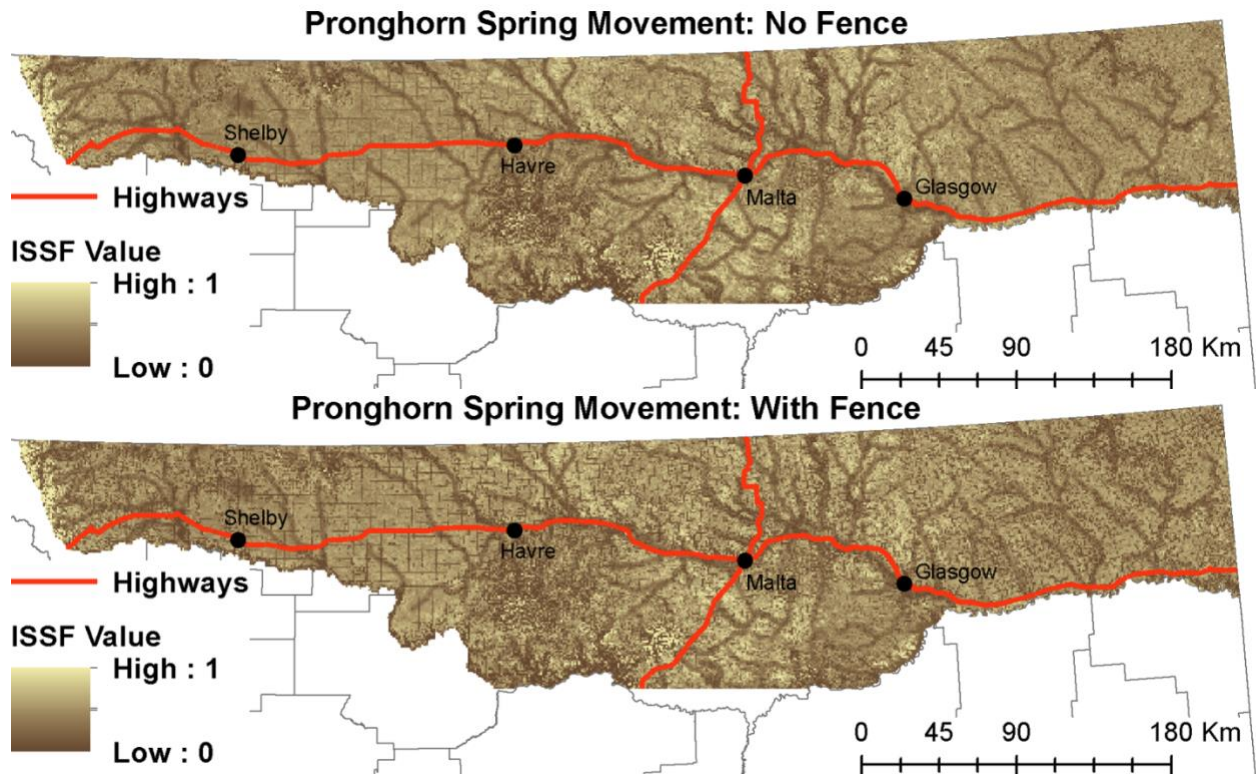 Pronghorn Spring Movement: No Fence
Shelby
Havre
Malta
Glasgow
Highways
ISSF Value
High : 1
Low : 0
0 45 90 180 Km
Pronghorn Spring Movement: With Fence
Shelby
Havre
Malta
Glasgow
Highways
ISSF Value
High : 1
Low : 0
0 45 90 180 Km